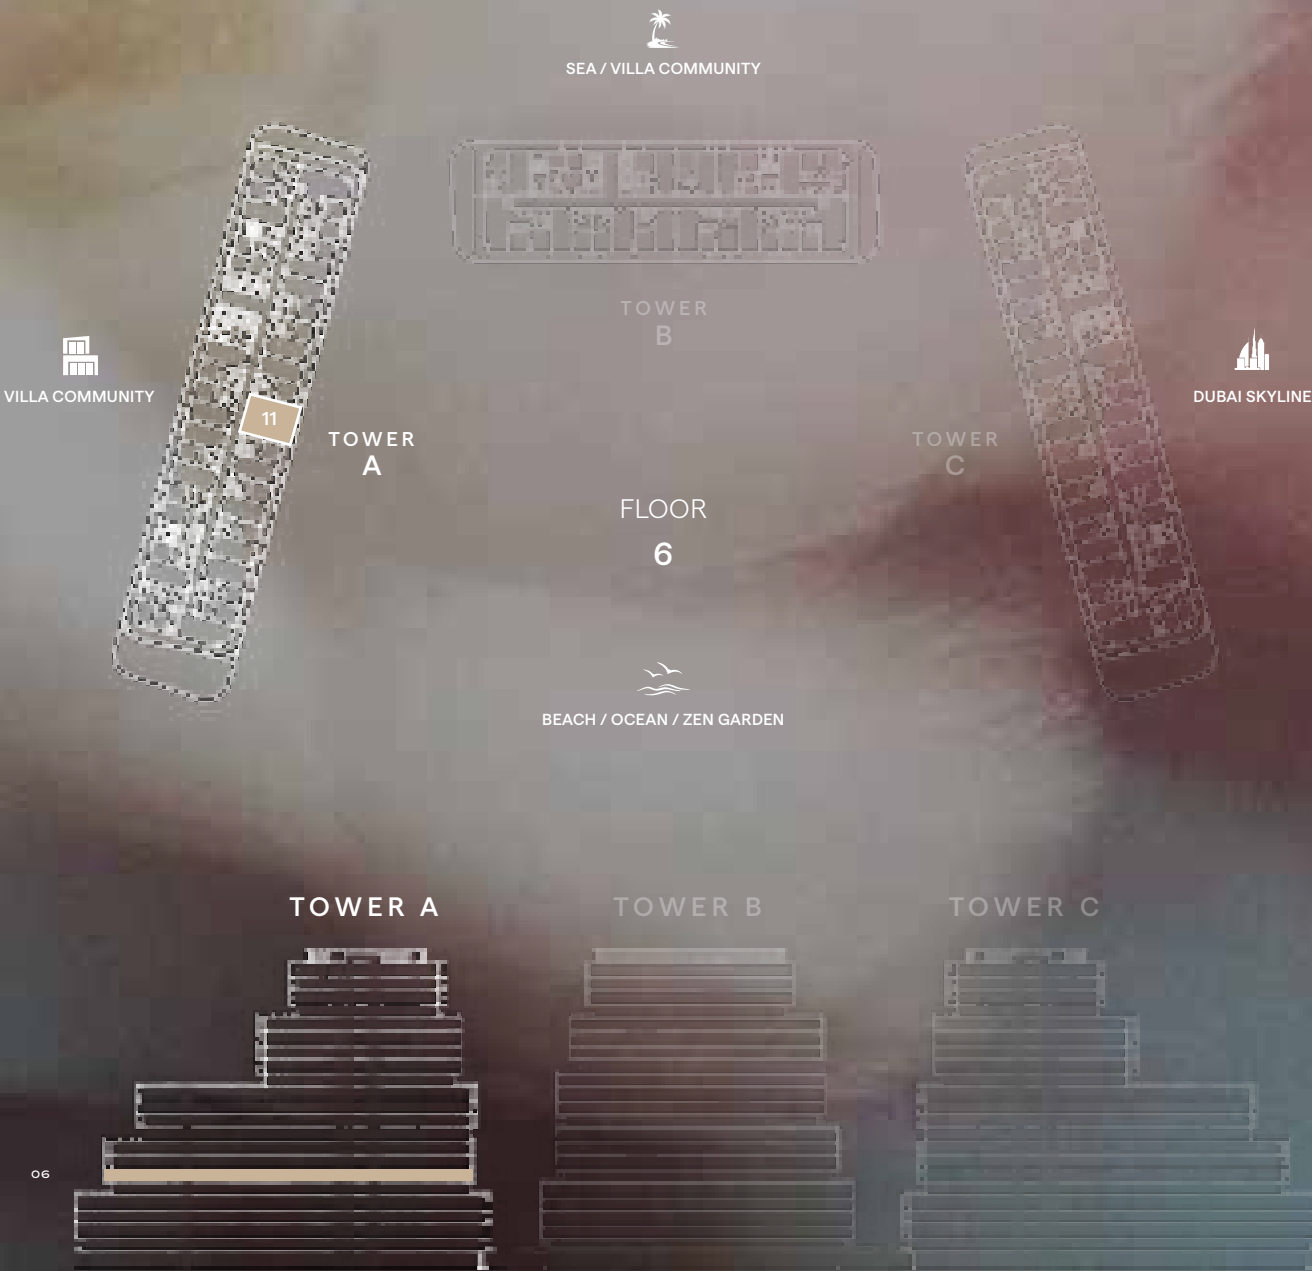 SEA / VILLA COMMUNITY
TOWER
B
VILLA COMMUNITY
DUBAI SKYLINE
11
TOWER
A
TOWER
C
FLOOR
6
BEACH / OCEAN / ZEN GARDEN
TOWER A
TOWER B
TOWER C
06